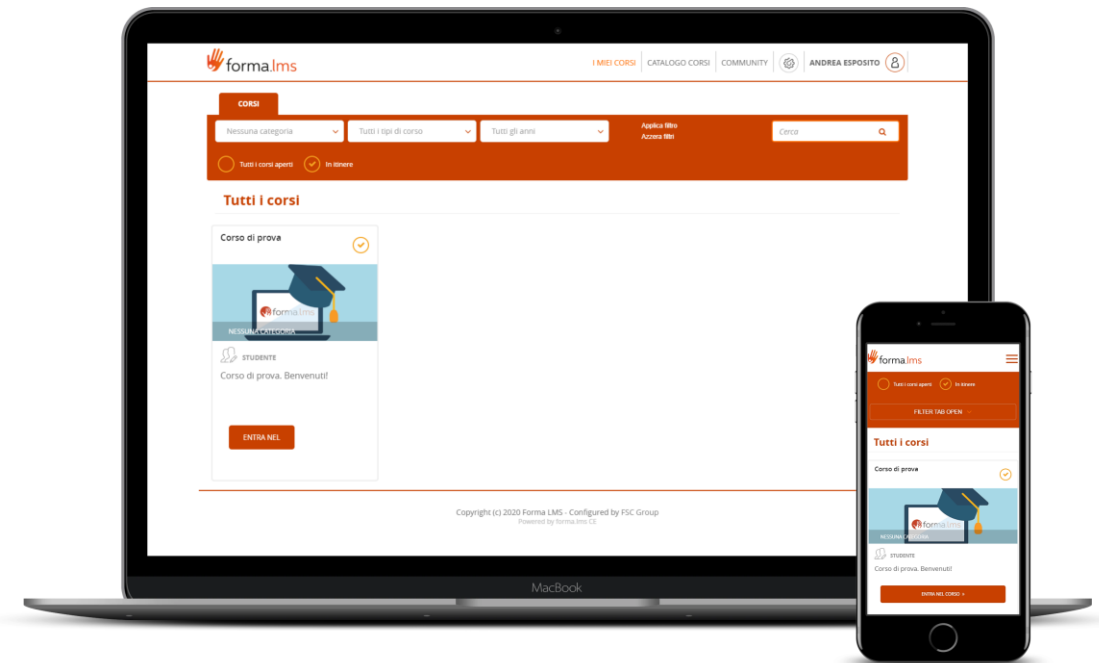 forma.lms
I MIEI CORSI CATALOGO CORSI COMMUNITY ANDREA ESPOSITO
CORSI
Nessuna categoria Tutti i tipi di corso Tutti gli anni Applica filtro Cerca
Azzera filtri
Tutti i corsi aperti In itinere
Tutti i corsi
Corso di prova
forma.lms
NESSUNA CATEGORIA
STUDENTE
Corso di prova. Benvenuti!
ENTRA NEL
Copyright (c) 2020 Forma LMS - Configured by FSC Group
Powered by forma.lms CE
MacBook
forma.lms
Tutti i corsi aperti In itinere
FILTER TAB OPEN
Tutti i corsi
Corso di prova
forma.lms
NESSUNA CATEGORIA
STUDENTE
Corso di prova. Benvenuti!
ENTRA NEL CORSO